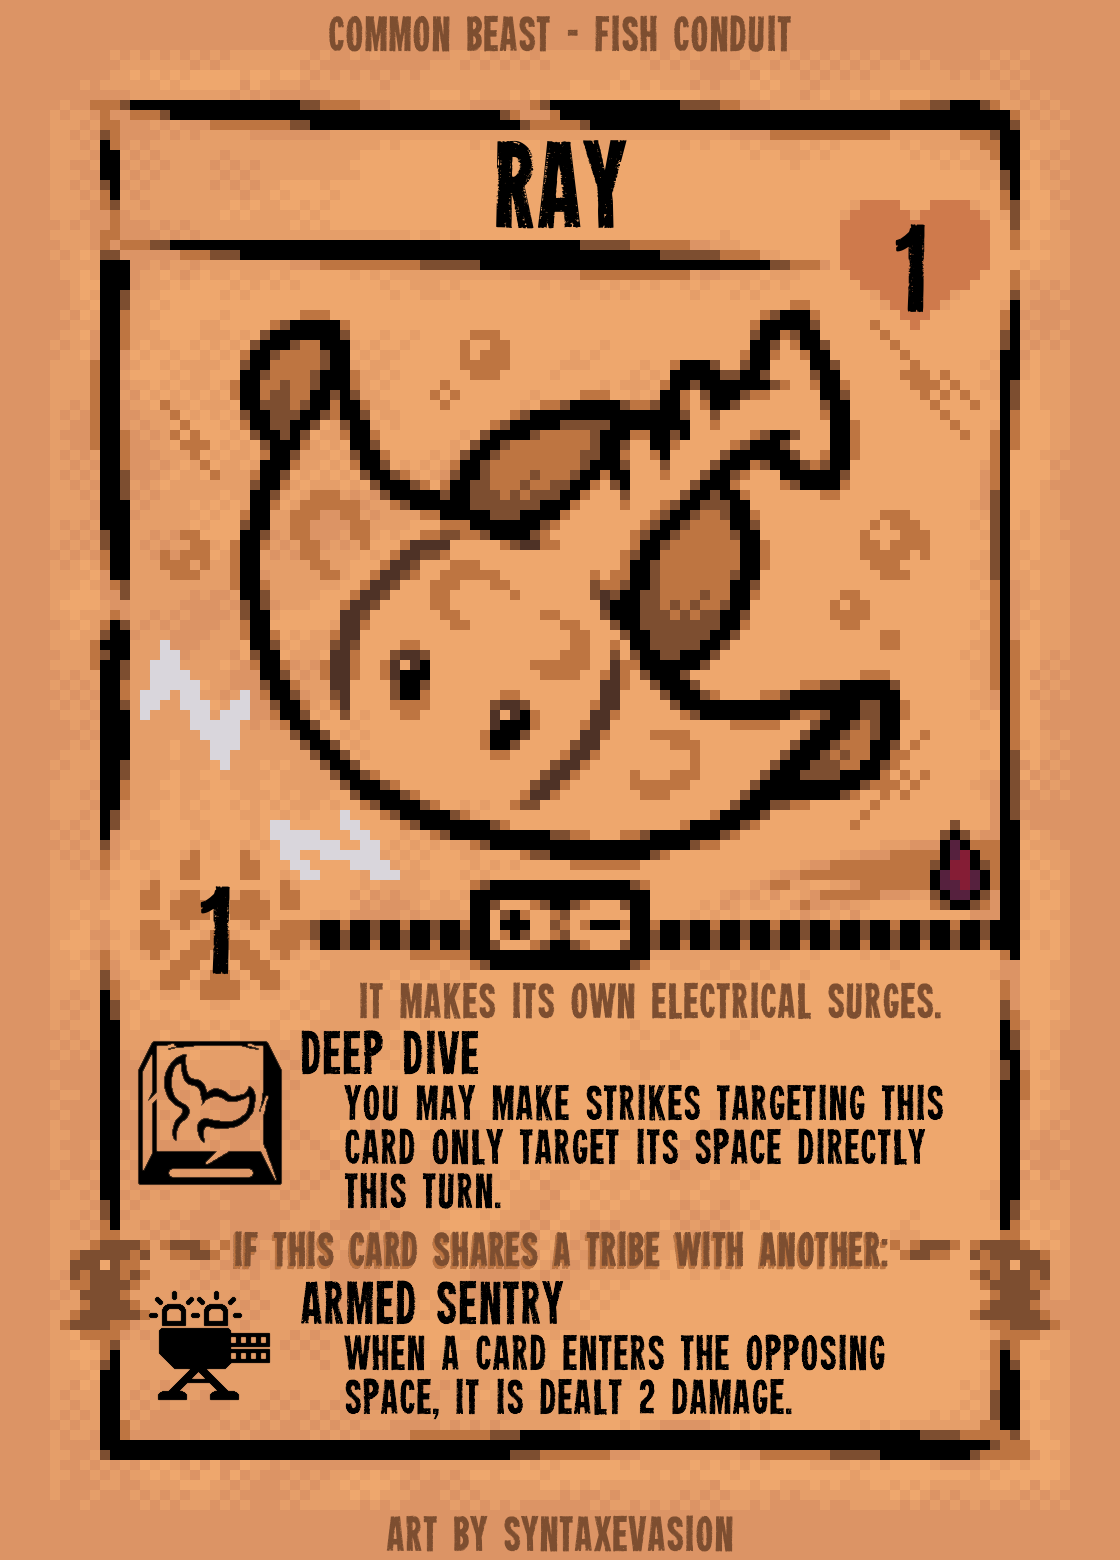 COMMON BEAST - FISH CONDUIT
RAY
1
1
IT MAKES ITS OWN ELECTRICAL SURGES.
DEEP DIVE
YOU MAY MAKE STRIKES TARGETING THIS
CARD ONLY TARGET ITS SPACE DIRECTLY
THIS TURN.
IF THIS CARD SHARES A TRIBE WITH ANOTHER:
ARMED SENTRY
WHEN A CARD ENTERS THE OPPOSING
SPACE, IT IS DEALT 2 DAMAGE.
ART BY SYNTAXEVASION